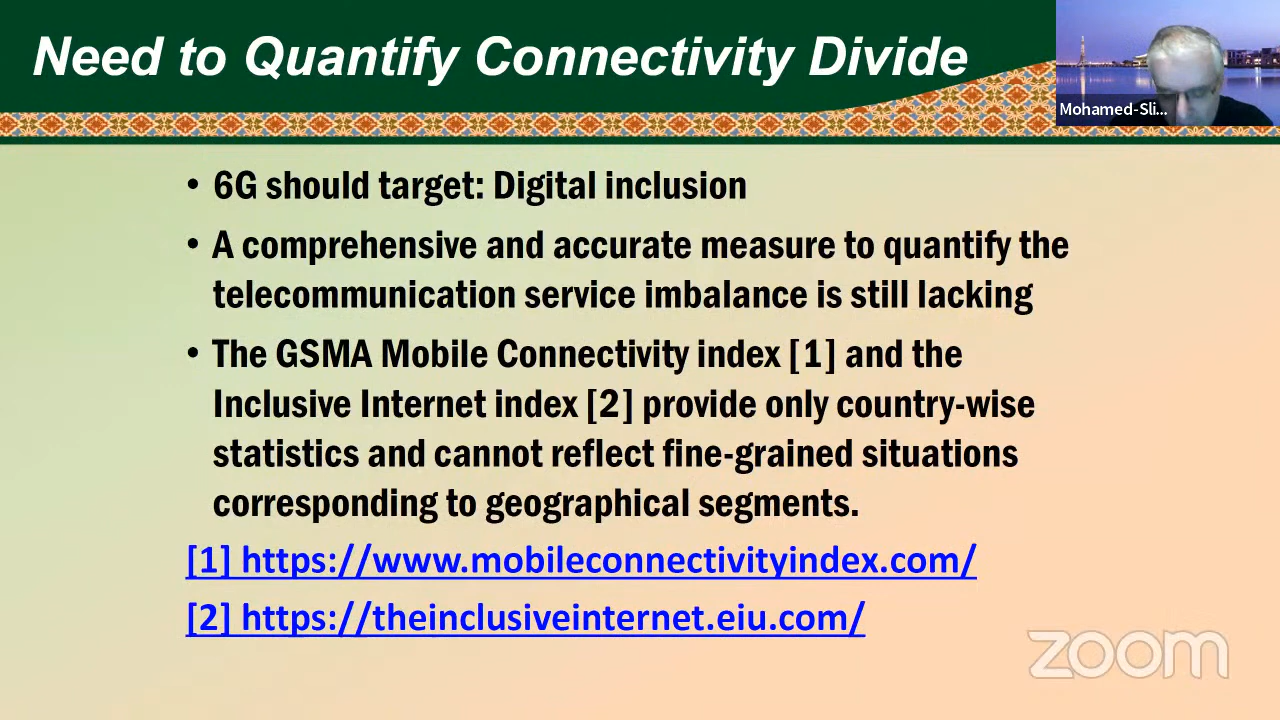 Need to Quantify Connectivity Divide
Mohamed-Sli...
• 6G should target: Digital inclusion
• A comprehensive and accurate measure to quantify the
telecommunication service imbalance is still lacking
• The GSMA Mobile Connectivity index [1] and the
Inclusive Internet index [2] provide only country-wise
statistics and cannot reflect fine-grained situations
corresponding to geographical segments.
[1] https://www.mobileconnectivityindex.com/
[2] https://theinclusiveinternet.eiu.com/
zoom